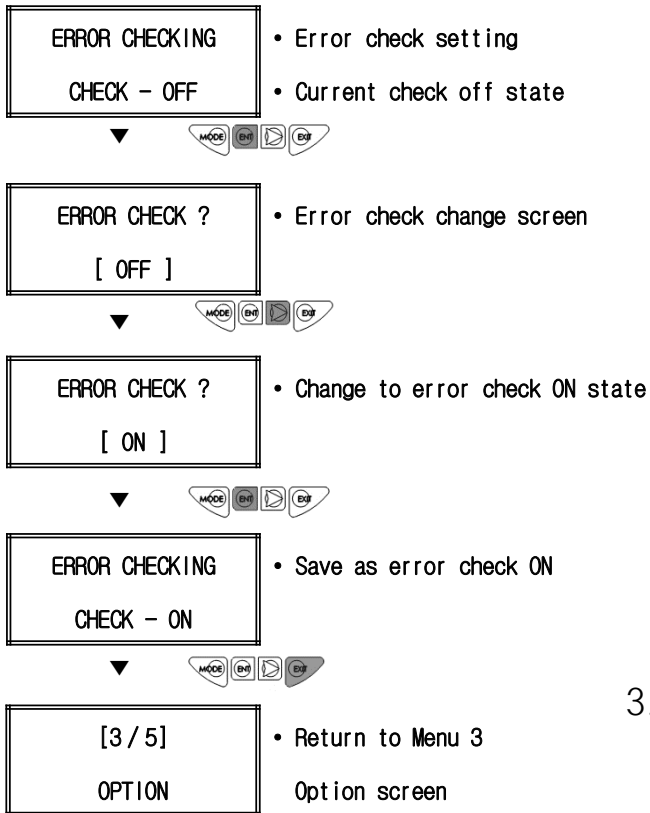 ERROR CHECKING
• Error check setting
CHECK - OFF
• Current check off state
▼ MODE ENT EXIT
ERROR CHECK ?
• Error check change screen
[ OFF ]
▼ MODE ENT EXIT
ERROR CHECK ?
• Change to error check ON state
[ ON ]
▼ MODE ENT EXIT
ERROR CHECKING
• Save as error check ON
CHECK - ON
▼ MODE ENT EXIT
3.
[3/5]
• Return to Menu 3
OPTION
Option screen